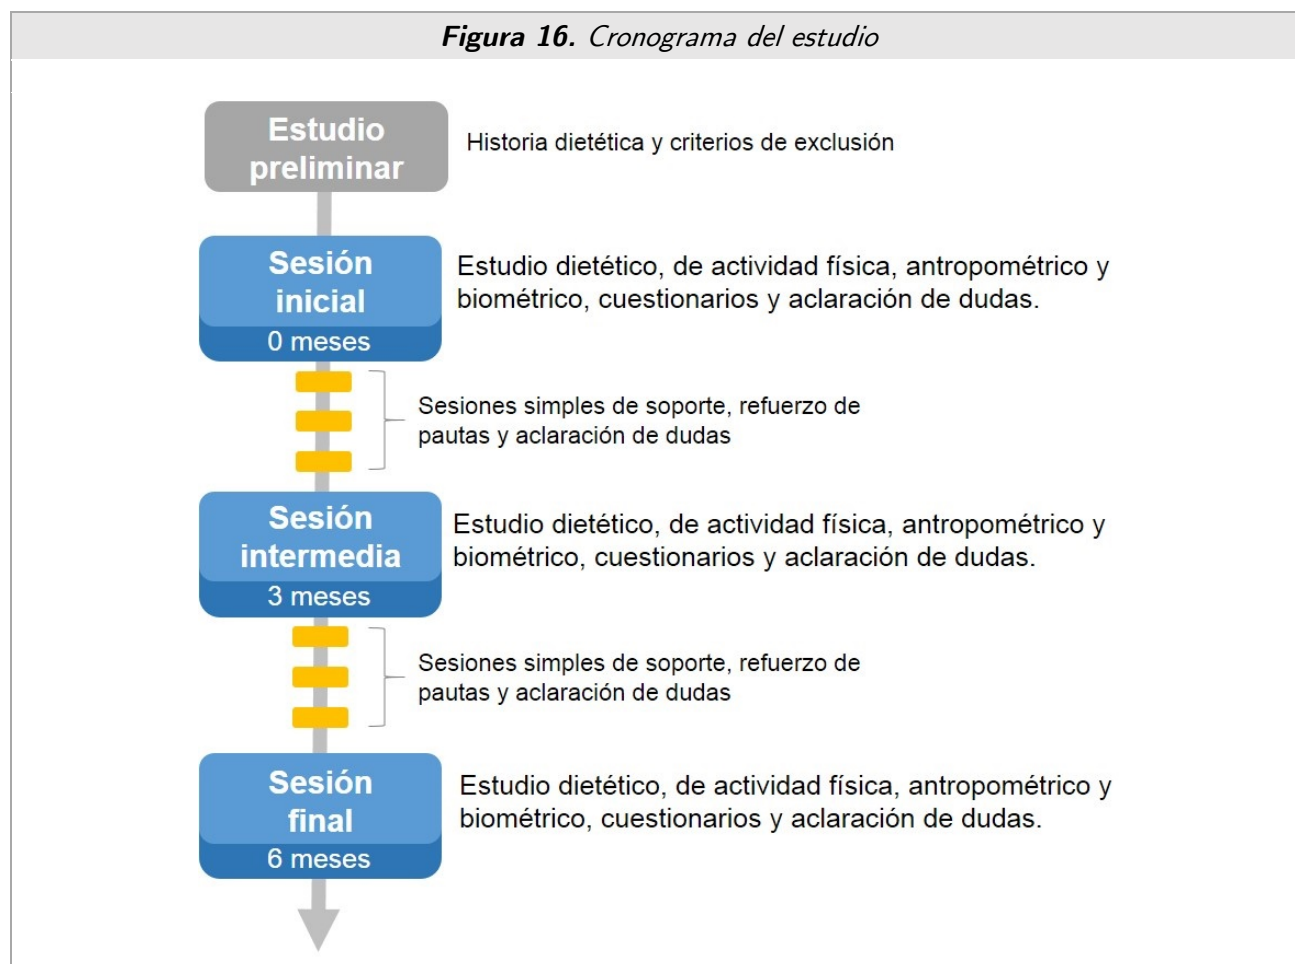 Figura 16. Cronograma del estudio
Estudio
preliminar
Historia dietética y criterios de exclusión
Sesión
inicial
0 meses
Estudio dietético, de actividad física, antropométrico y
biométrico, cuestionarios y aclaración de dudas.
Sesiones simples de soporte, refuerzo de
pautas y aclaración de dudas
Sesión
intermedia
3 meses
Estudio dietético, de actividad física, antropométrico y
biométrico, cuestionarios y aclaración de dudas.
Sesiones simples de soporte, refuerzo de
pautas y aclaración de dudas
Sesión
final
6 meses
Estudio dietético, de actividad física, antropométrico y
biométrico, cuestionarios y aclaración de dudas.